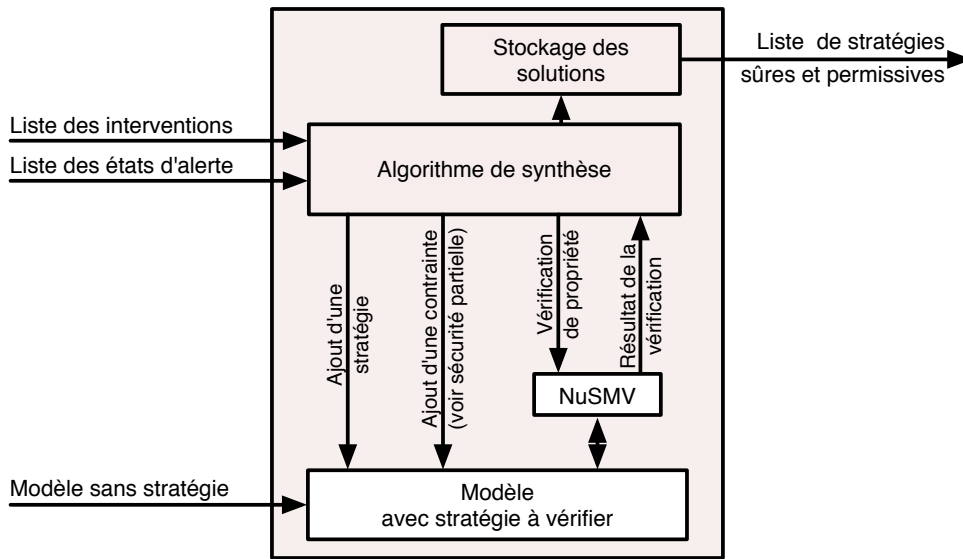 Stockage des
solutions
Liste de stratégies
sûres et permissives
Liste des interventions
Liste des états d'alerte
Algorithme de synthèse
Ajout d'une
stratégie
Ajout d'une contrainte
(voir sécurité partielle)
Vérification
de propriété
Résultat de la
vérification
NuSMV
Modèle sans stratégie
Modèle
avec stratégie à vérifier